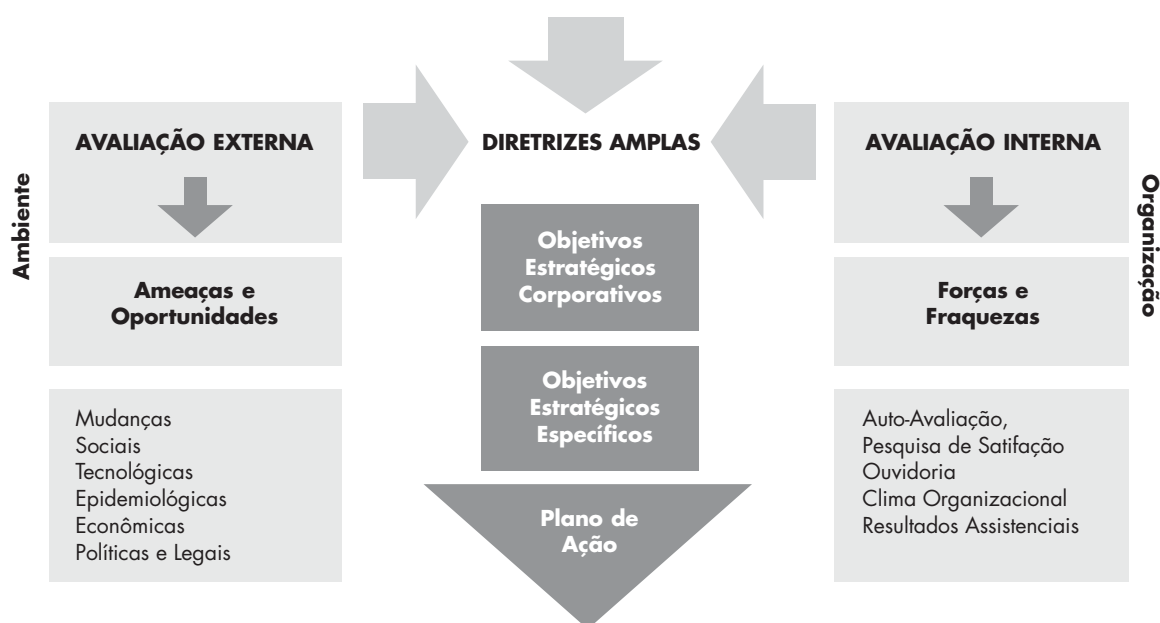 Ambiente
AVALIAÇÃO EXTERNA
Ameaças e
Oportunidades
Mudanças
Sociais
Tecnológicas
Epidemiológicas
Econômicas
Políticas e Legais
DIRETRIZES AMPLAS
Objetivos
Estratégicos
Corporativos
Objetivos
Estratégicos
Específicos
Plano de
Ação
AVALIAÇÃO INTERNA
Forças e
Fraquezas
Auto-Avaliação,
Pesquisa de Satifação
Ouvidoria
Clima Organizacional
Resultados Assistenciais
Organização